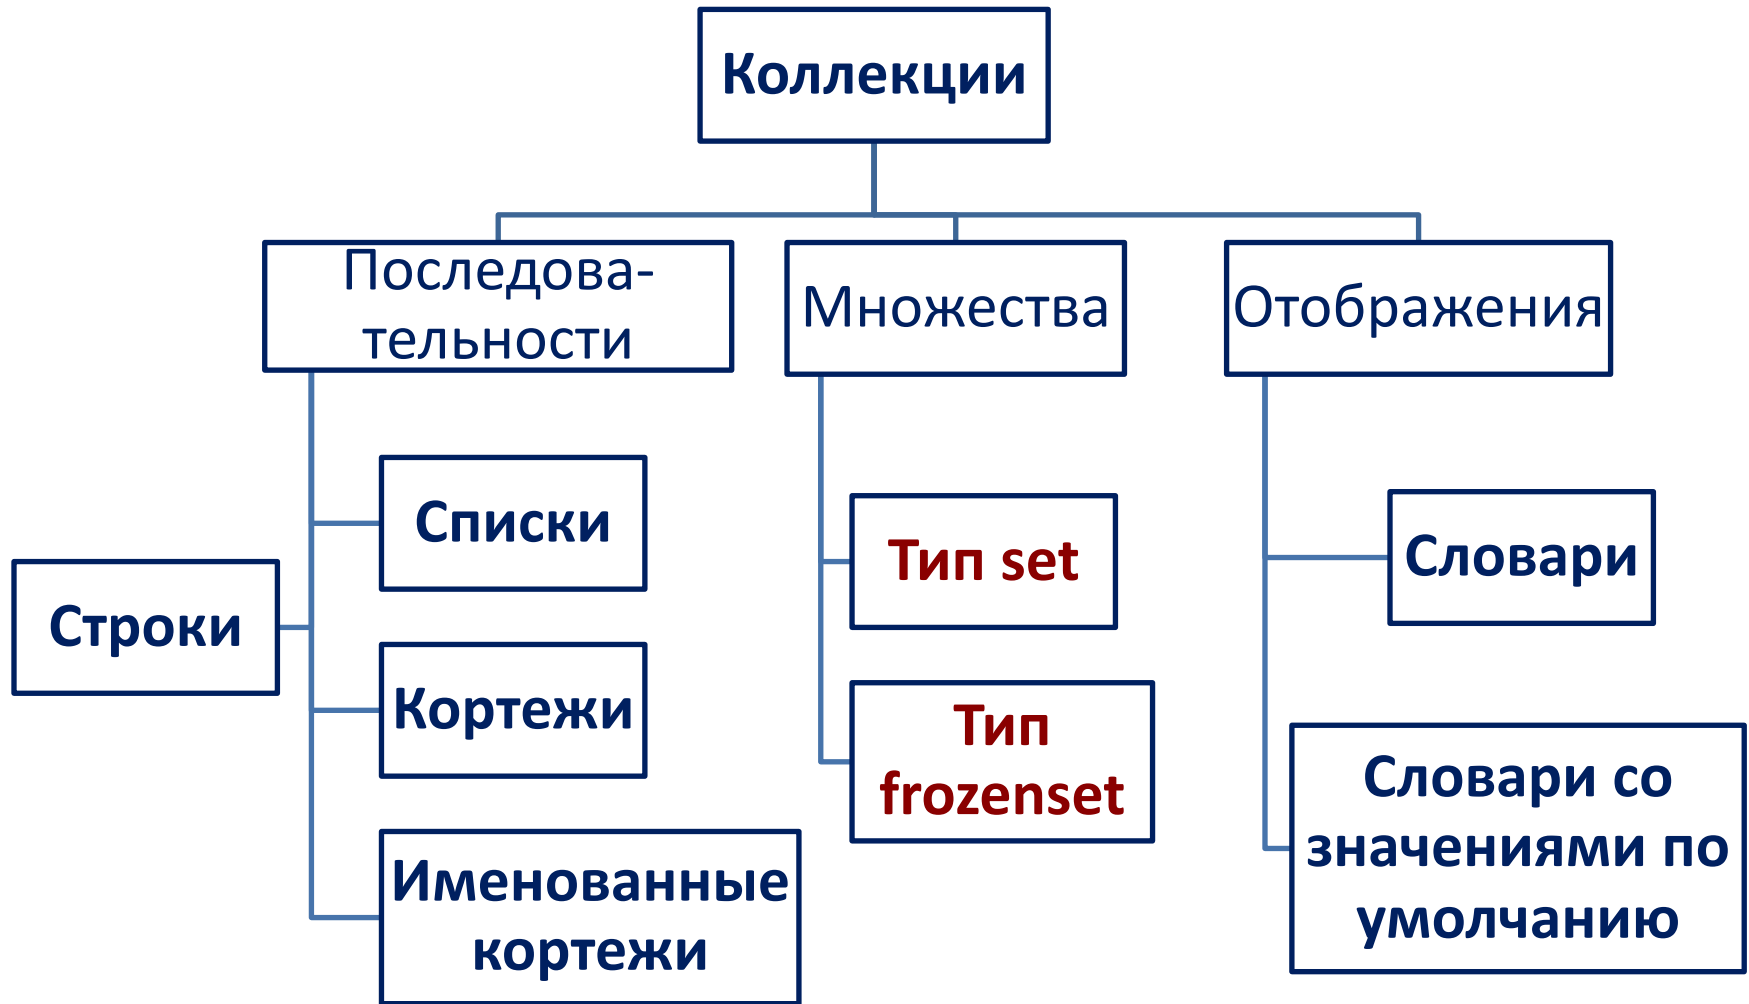 Коллекции
Последова-
тельности
Множества
Отображения
Списки
Строки
Кортежи
Именованные
кортежи
Тип set
Тип
frozenset
Словари
Словари со
значениями по
умолчанию